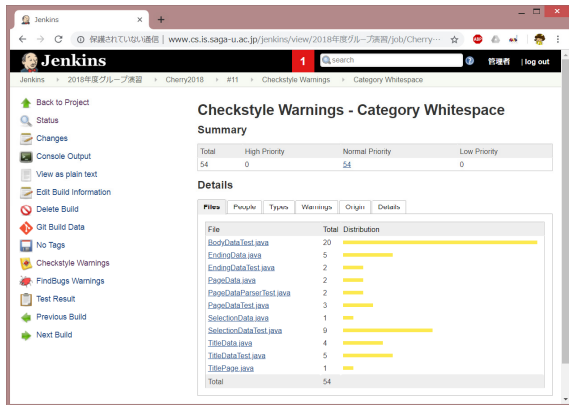 Jenkins
保護されていない通信 | www.cs.is.saga-u.ac.jp/jenkins/view/2018年度グループ演習/job/Cherry…
Jenkins 1 search 管理者 | log out
Jenkins 2018年度グループ演習 Cherry2018 #11 Checkstyle Warnings Category Whitespace
Back to Project
Status
Changes
Console Output
View as plain text
Edit Build Information
Delete Build
Git Build Data
No Tags
Checkstyle Warnings
FindBugs Warnings
Test Result
Previous Build
Next Build
Checkstyle Warnings - Category Whitespace
Summary
Total High Priority Normal Priority Low Priority
54 0 54 0
Details
Files People Types Warnings Origin Details
File Total Distribution
BodyDataTest.java 20
EndingData.java 5
EndingDataTest.java 2
PageData.java 2
PageDataParserTest.java 2
PageDataTest.java 3
SelectionData.java 1
SelectionDataTest.java 9
TitleData.java 4
TitleDataTest.java 5
TitlePage.java 1
Total 54